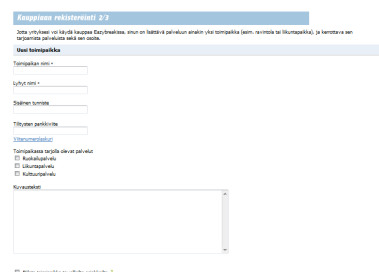 Kauppiaan rekisteröinti 2/3
Jotta yrityksesi voi käydä kauppaa Eazybreakissa, sinun on lisättävä palveluun ainakin yksi toimipaikka (esim. ravintola tai liikuntapaikka), ja kerrottava sen
tarjoamista palveluista sekä sen osoite.
Uusi toimipaikka
Toimipaikan nimi *
Lyhyt nimi *
Sisäinen tunniste
Tilitysten pankkiviite
Viitenumerolaskuri
Toimipaikassa tarjolla olevat palvelut
Ruokailupalvelu
Liikuntapalvelu
Kulttuuripalvelu
Kuvausteksti